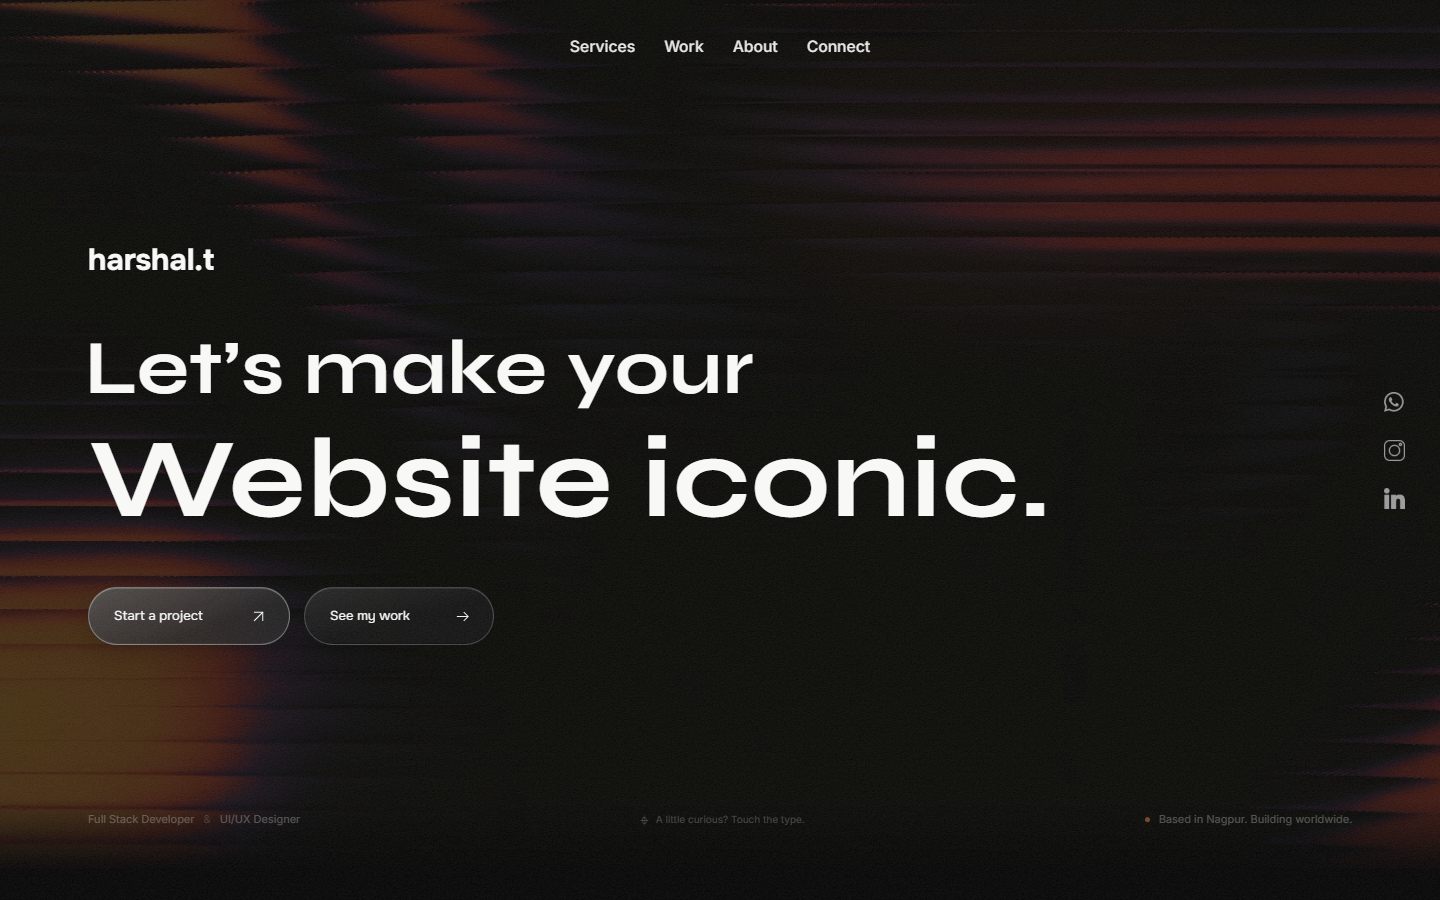 Services Work About Connect
harshal.t
Let’s make your
Website iconic.
Start a project
See my work
Full Stack Developer & UI/UX Designer
A little curious? Touch the type.
Based in Nagpur. Building worldwide.